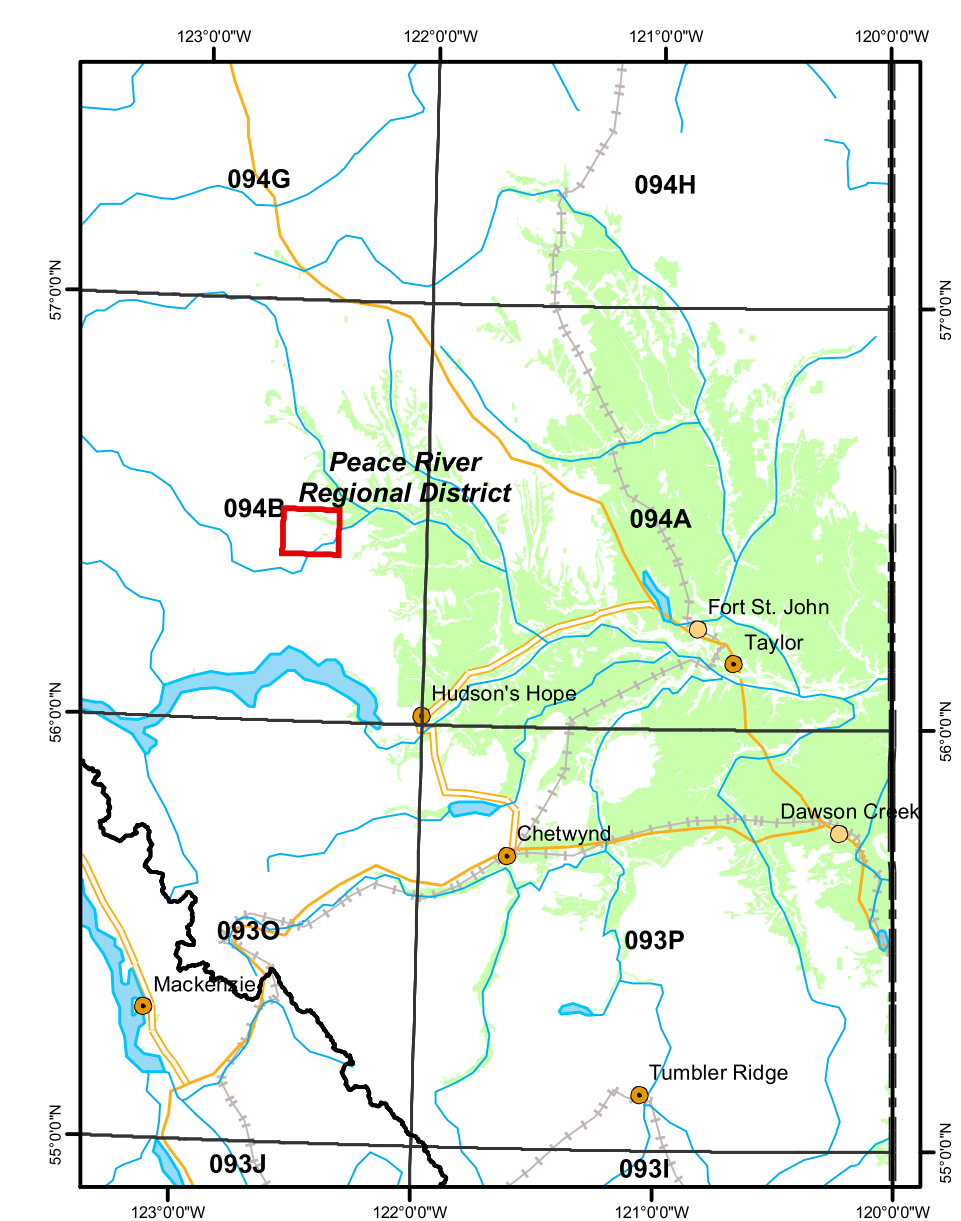 123°0'0"W
122°0'0"W
121°0'0"W
120°0'0"W
094G
094H
57°0'0"N
57°0'0"N
Peace River
Regional District
094B
094A
Fort St. John
Taylor
Hudson's Hope
56°0'0"N
56°0'0"N
Dawson Creek
Chetwynd
093O
093P
Mackenzie
Tumbler Ridge
55°0'0"N
55°0'0"N
093J
093I
123°0'0"W
122°0'0"W
121°0'0"W
120°0'0"W